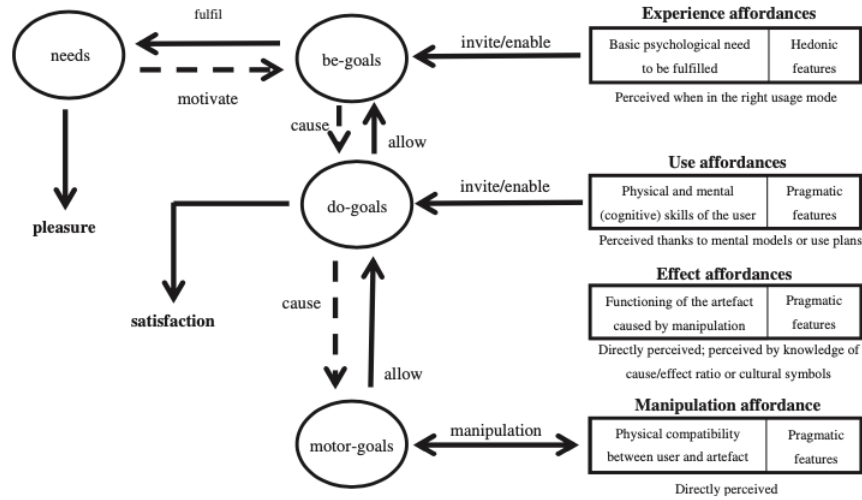 Experience affordances
fulfil
needs
be-goals
invite/enable
Basic psychological need
to be fulfilled
Hedonic
features
motivate
Perceived when in the right usage mode
cause
allow
Use affordances
do-goals
invite/enable
Physical and mental
(cognitive) skills of the user
Pragmatic
features
pleasure
Perceived thanks to mental models or use plans
Effect affordances
cause
satisfaction
Functioning of the artefact
caused by manipulation
Pragmatic
features
Directly perceived; perceived by knowledge of
cause/effect ratio or cultural symbols
allow
Manipulation affordance
motor-goals
manipulation
Physical compatibility
between user and artefact
Pragmatic
features
Directly perceived